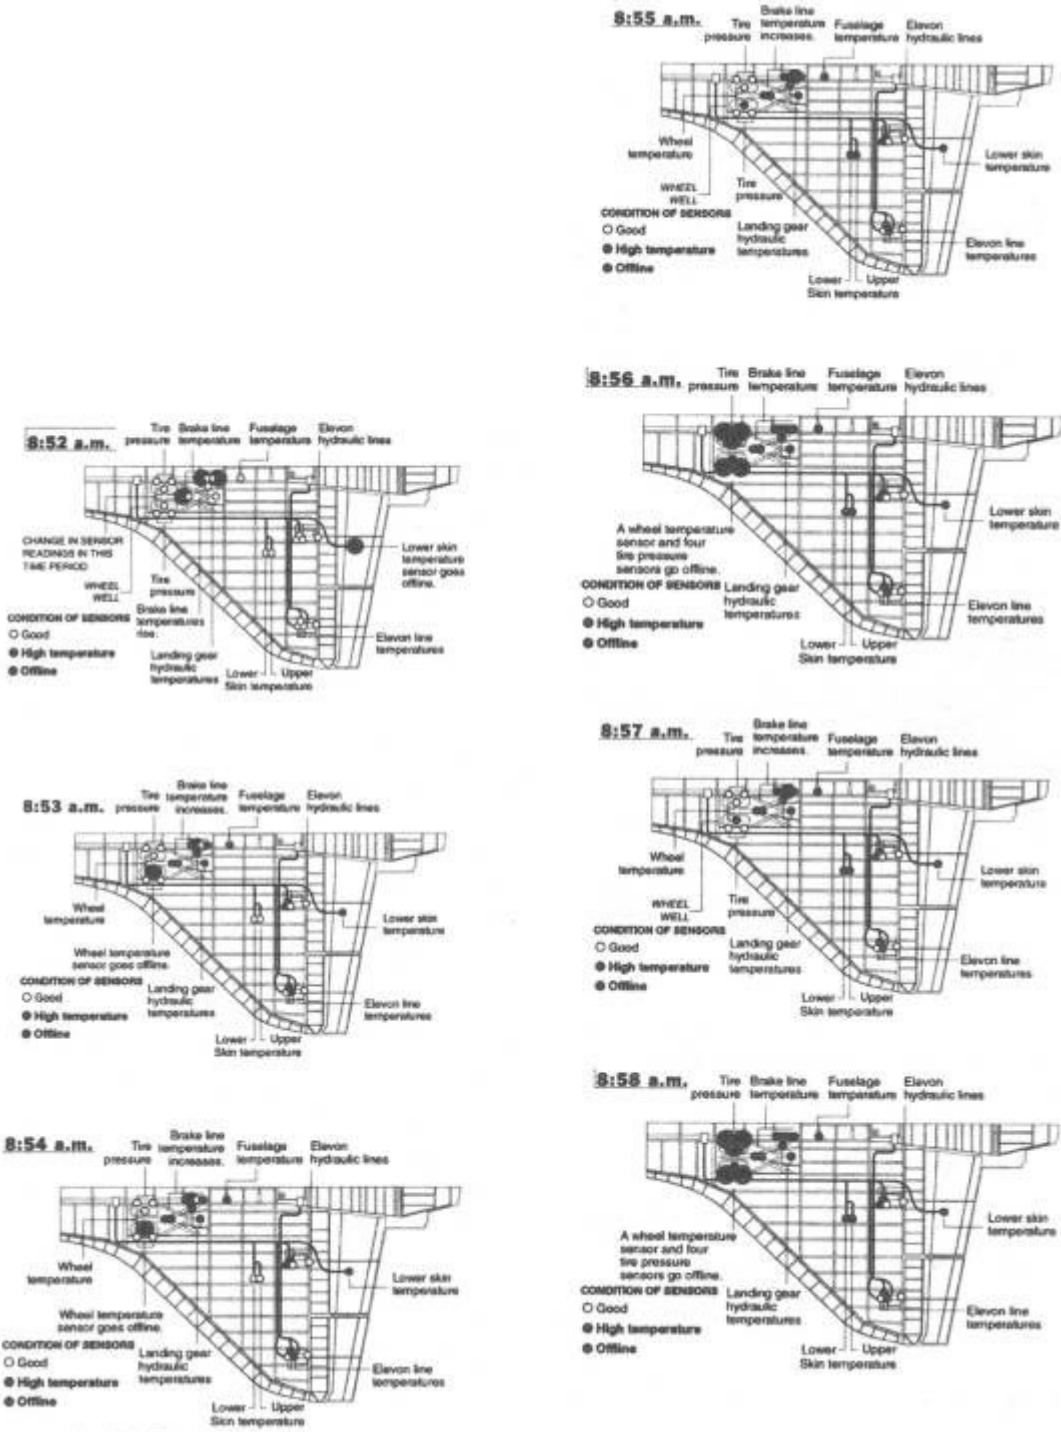 8:52 a.m.
Tire pressure
Brake line temperature
Fuselage temperature
Elevon hydraulic lines
CHANGE IN SENSOR
READINGS IN THIS
TIME PERIOD
Lower skin
temperature
sensor goes
offline.
WHEEL
WELL
Tire
pressure
Brake line
temperatures
rise.
CONDITION OF SENSORS
Good
High temperature
Offline
Landing gear
hydraulic
temperatures
Elevon line
temperatures
Lower Upper
Skin temperature
8:53 a.m.
Tire pressure
Brake line
temperature
increases.
Fuselage temperature
Elevon hydraulic lines
Wheel
temperature
Lower skin
temperature
Wheel temperature
sensor goes offline.
CONDITION OF SENSORS
Good
High temperature
Offline
Landing gear
hydraulic
temperatures
Elevon line
temperatures
Lower Upper
Skin temperature
8:54 a.m.
Tire pressure
Brake line
temperature
increases.
Fuselage temperature
Elevon hydraulic lines
Wheel
temperature
Lower skin
temperature
Wheel temperature
sensor goes offline.
CONDITION OF SENSORS
Good
High temperature
Offline
Landing gear
hydraulic
temperatures
Elevon line
temperatures
Lower Upper
Skin temperature
8:55 a.m.
Tire pressure
Brake line
temperature
increases.
Fuselage temperature
Elevon hydraulic lines
Wheel
temperature
Lower skin
temperature
WHEEL
WELL
Tire
pressure
CONDITION OF SENSORS
Good
High temperature
Offline
Landing gear
hydraulic
temperatures
Elevon line
temperatures
Lower Upper
Skin temperature
8:56 a.m.
Tire pressure
Brake line temperature
Fuselage temperature
Elevon hydraulic lines
Lower skin
temperature
A wheel temperature
sensor and four
tire pressure
sensors go offline.
CONDITION OF SENSORS
Good
High temperature
Offline
Landing gear
hydraulic
temperatures
Elevon line
temperatures
Lower Upper
Skin temperature
8:57 a.m.
Tire pressure
Brake line
temperature
increases.
Fuselage temperature
Elevon hydraulic lines
Wheel
temperature
Lower skin
temperature
WHEEL
WELL
Tire
pressure
CONDITION OF SENSORS
Good
High temperature
Offline
Landing gear
hydraulic
temperatures
Elevon line
temperatures
Lower Upper
Skin temperature
8:58 a.m.
Tire pressure
Brake line temperature
Fuselage temperature
Elevon hydraulic lines
Lower skin
temperature
A wheel temperature
sensor and four
tire pressure
sensors go offline.
CONDITION OF SENSORS
Good
High temperature
Offline
Landing gear
hydraulic
temperatures
Elevon line
temperatures
Lower Upper
Skin temperature